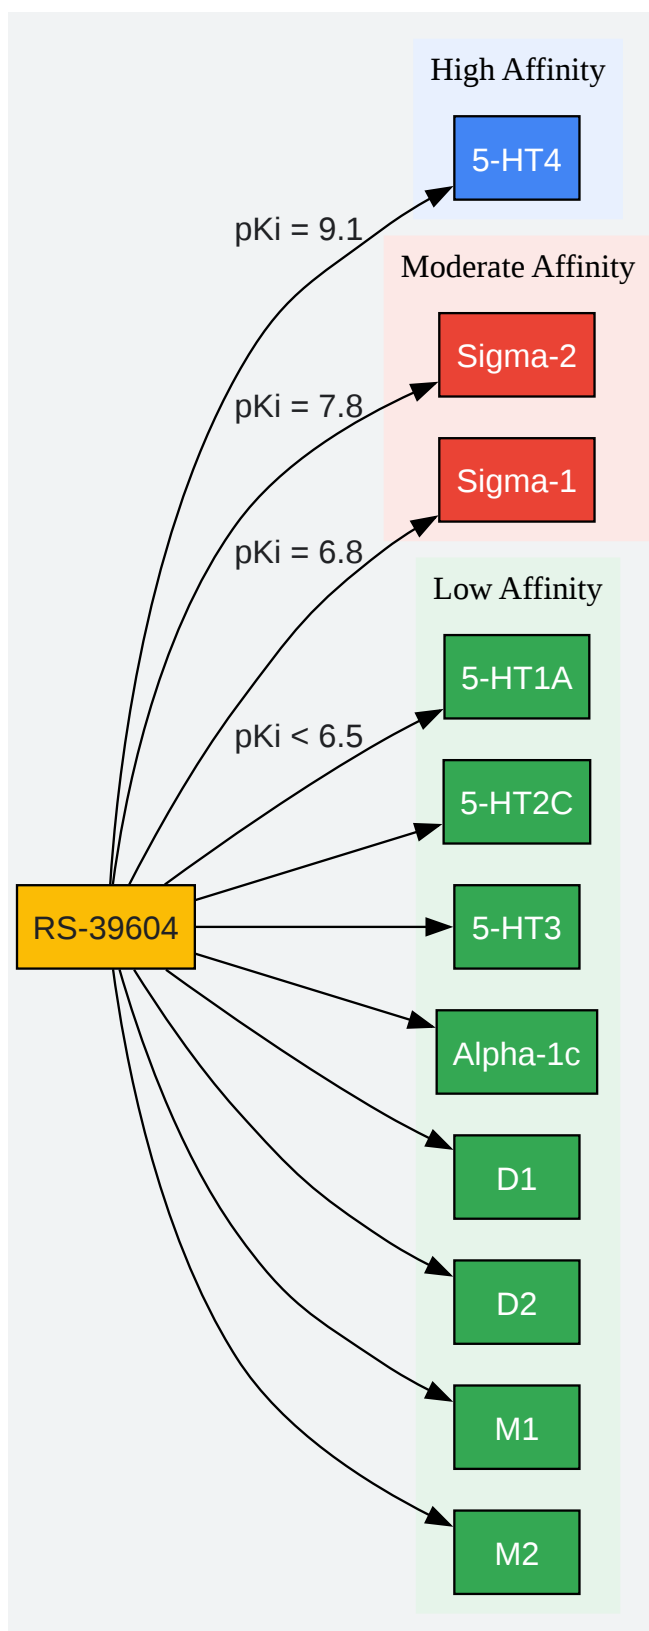 High Affinity
5-HT4
pKi = 9.1
Moderate Affinity
Sigma-2
pKi = 7.8
Sigma-1
pKi = 6.8
Low Affinity
5-HT1A
pKi < 6.5
5-HT2C
RS-39604
5-HT3
Alpha-1c
D1
D2
M1
M2